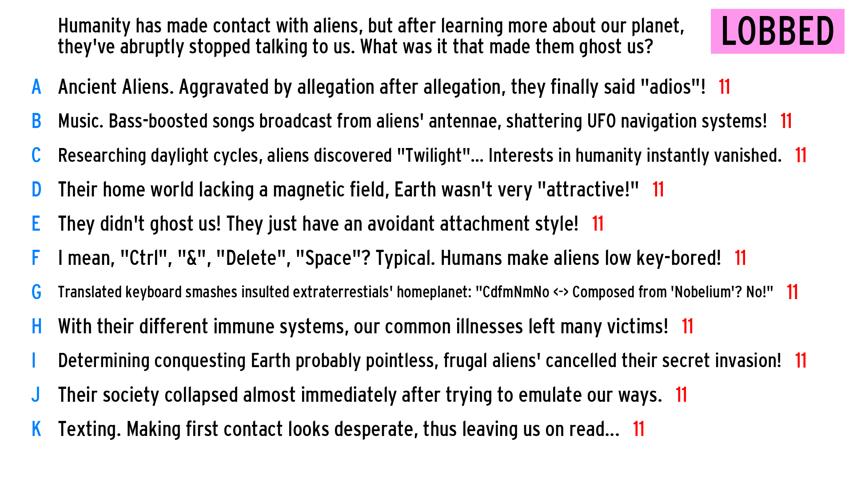 Humanity has made contact with aliens, but after learning more about our planet,
they've abruptly stopped talking to us. What was it that made them ghost us?
LOBBED
A Ancient Aliens. Aggravated by allegation after allegation, they finally said "adios"! 11
B Music. Bass-boosted songs broadcast from aliens' antennae, shattering UFO navigation systems! 11
C Researching daylight cycles, aliens discovered "Twilight"... Interests in humanity instantly vanished. 11
D Their home world lacking a magnetic field, Earth wasn't very "attractive!" 11
E They didn't ghost us! They just have an avoidant attachment style! 11
F I mean, "Ctrl", "&", "Delete", "Space"? Typical. Humans make aliens low key-bored! 11
G Translated keyboard smashes insulted extraterrestials' homeplanet: "CdfmNmNo <-> Composed from 'Nobelium'? No!" 11
H With their different immune systems, our common illnesses left many victims! 11
I Determining conquesting Earth probably pointless, frugal aliens' cancelled their secret invasion! 11
J Their society collapsed almost immediately after trying to emulate our ways. 11
K Texting. Making first contact looks desperate, thus leaving us on read... 11